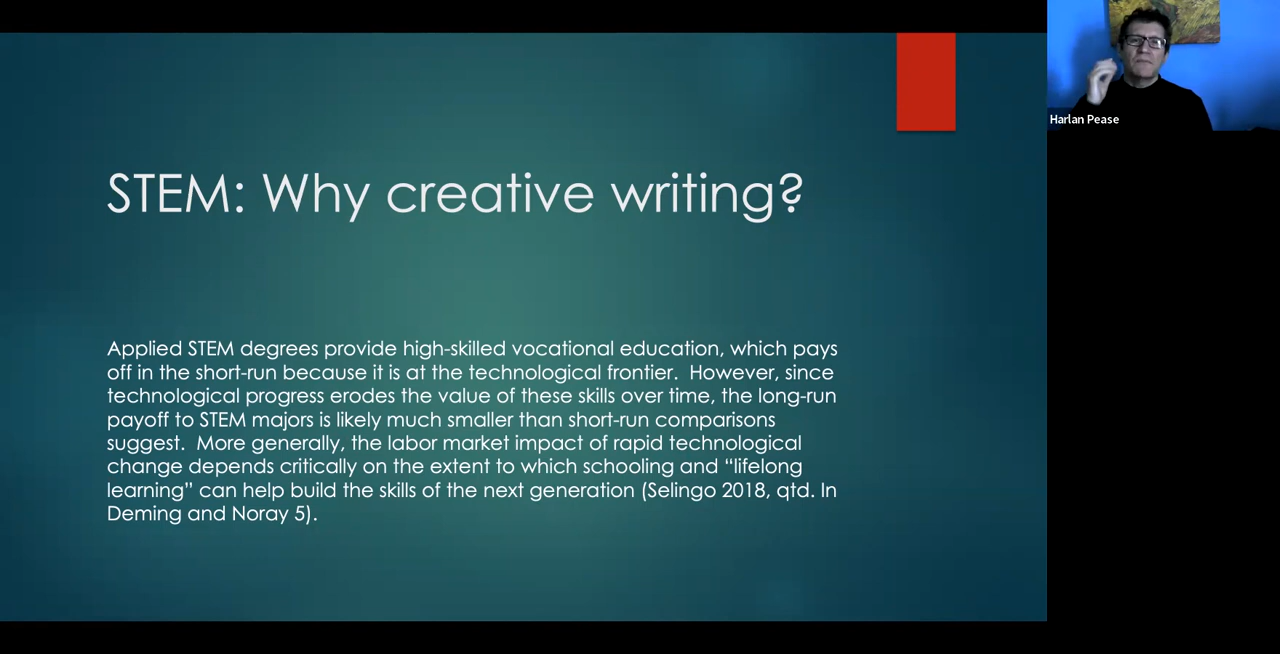 STEM: Why creative writing?
Applied STEM degrees provide high-skilled vocational education, which pays
off in the short-run because it is at the technological frontier.  However, since
technological progress erodes the value of these skills over time, the long-run
payoff to STEM majors is likely much smaller than short-run comparisons
suggest.  More generally, the labor market impact of rapid technological
change depends critically on the extent to which schooling and “lifelong
learning” can help build the skills of the next generation (Selingo 2018, qtd. In
Deming and Noray 5).
Harlan Pease